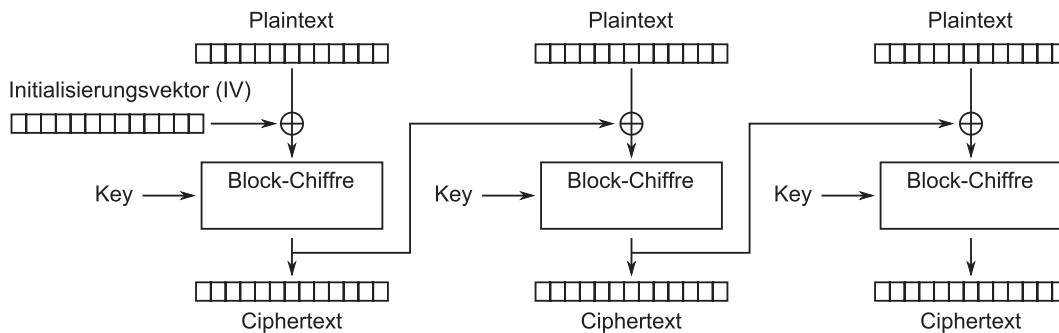 Plaintext
Plaintext
Plaintext
Initialisierungsvektor (IV)
Key
Block-Chiffre
Key
Block-Chiffre
Key
Block-Chiffre
Ciphertext
Ciphertext
Ciphertext